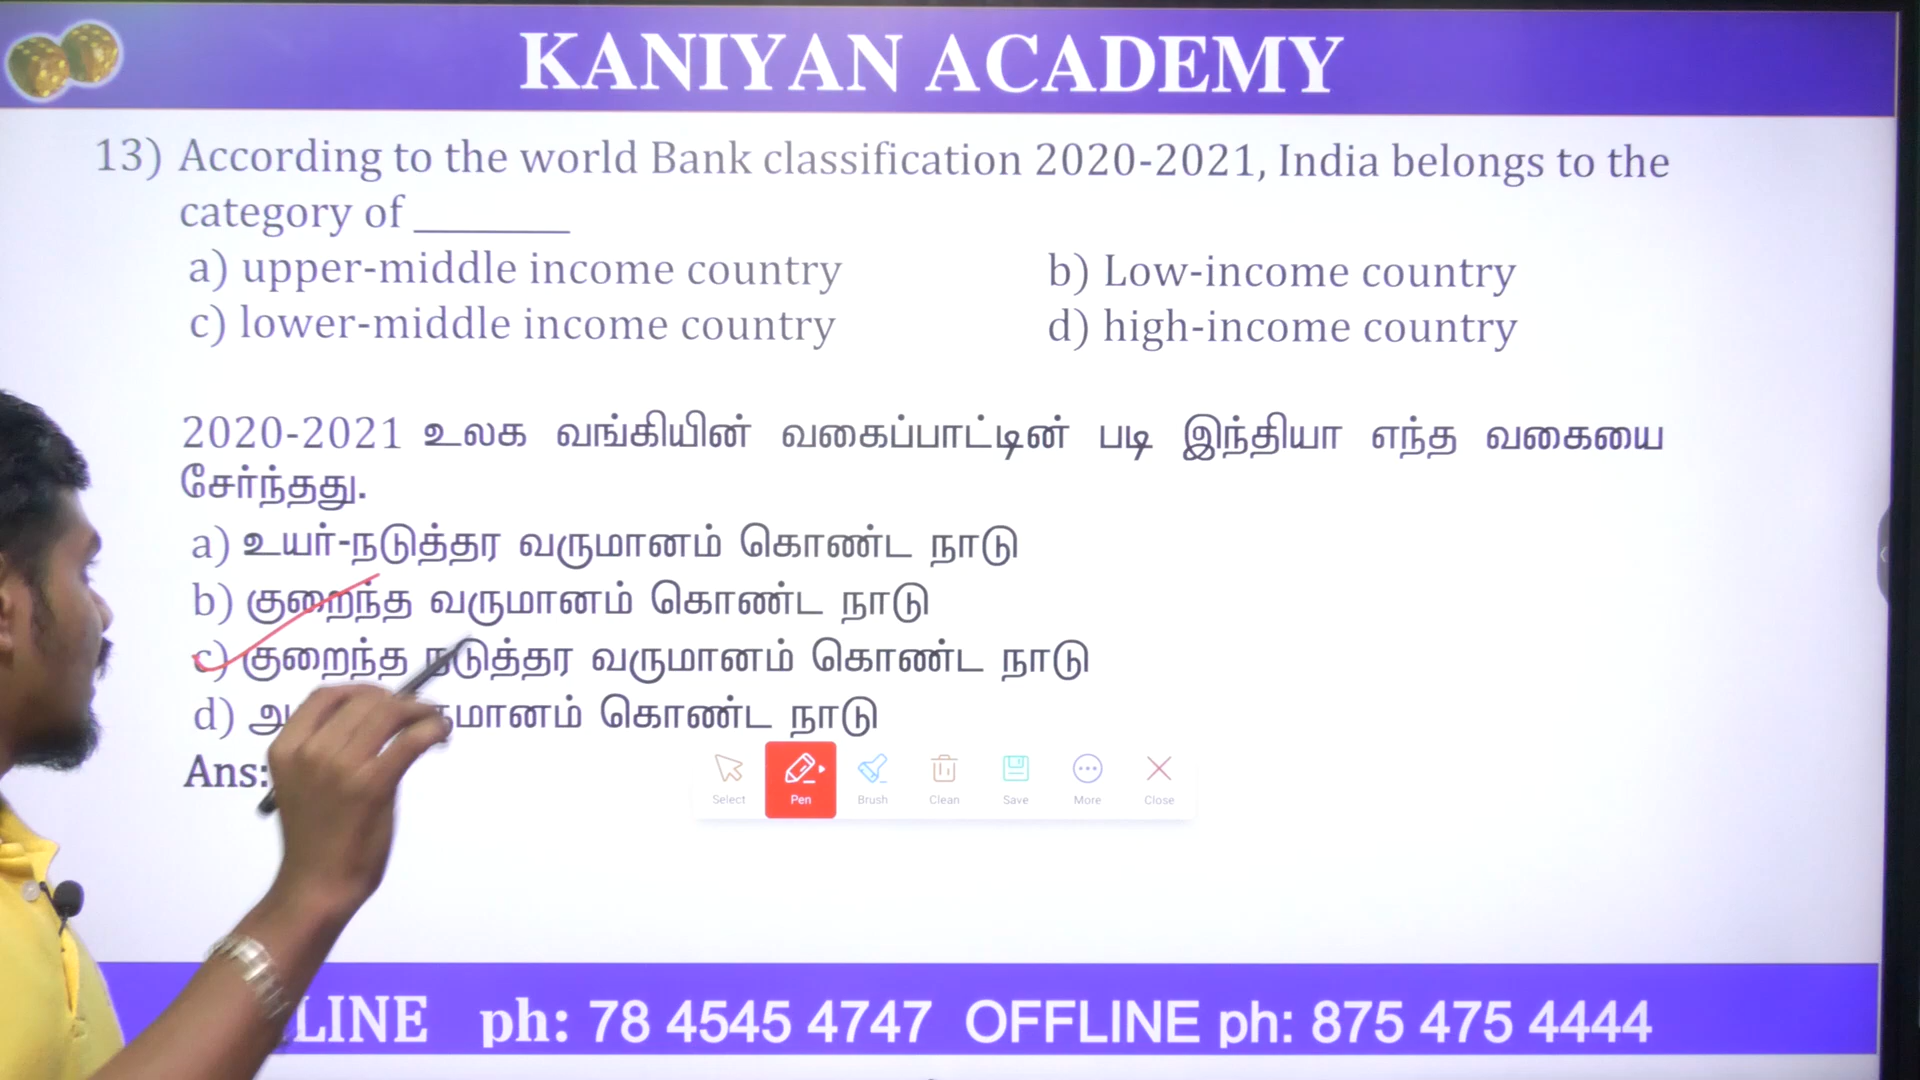 KANIYAN ACADEMY
13) According to the world Bank classification 2020-2021, India belongs to the
category of ________
a) upper-middle income country b) Low-income country
c) lower-middle income country d) high-income country
2020-2021 உலக வங்கியின் வகைப்பாட்டின் படி இந்தியா எந்த வகையை
சேர்ந்தது.
a) உயர்-நடுத்தர வருமானம் கொண்ட நாடு
b) குறைந்த வருமானம் கொண்ட நாடு
c) குறைந்த நடுத்தர வருமானம் கொண்ட நாடு
d) கொண்ட நாடு
Ans:
Select Pen Brush Clean Save More Close
LINE ph: 78 4545 4747 OFFLINE ph: 875 475 4444